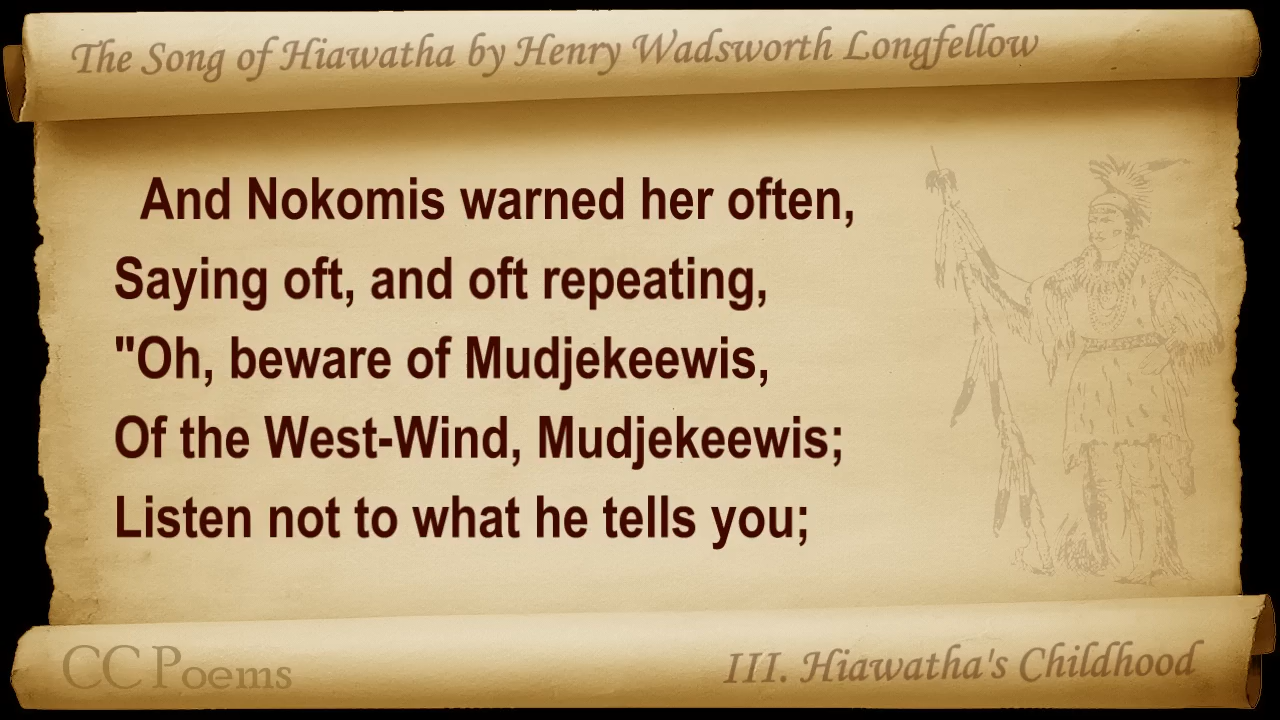 The Song of Hiawatha by Henry Wadsworth Longfellow
And Nokomis warned her often,
Saying oft, and oft repeating,
"Oh, beware of Mudjekeewis,
Of the West-Wind, Mudjekeewis;
Listen not to what he tells you;
CC Poems
III. Hiawatha's Childhood